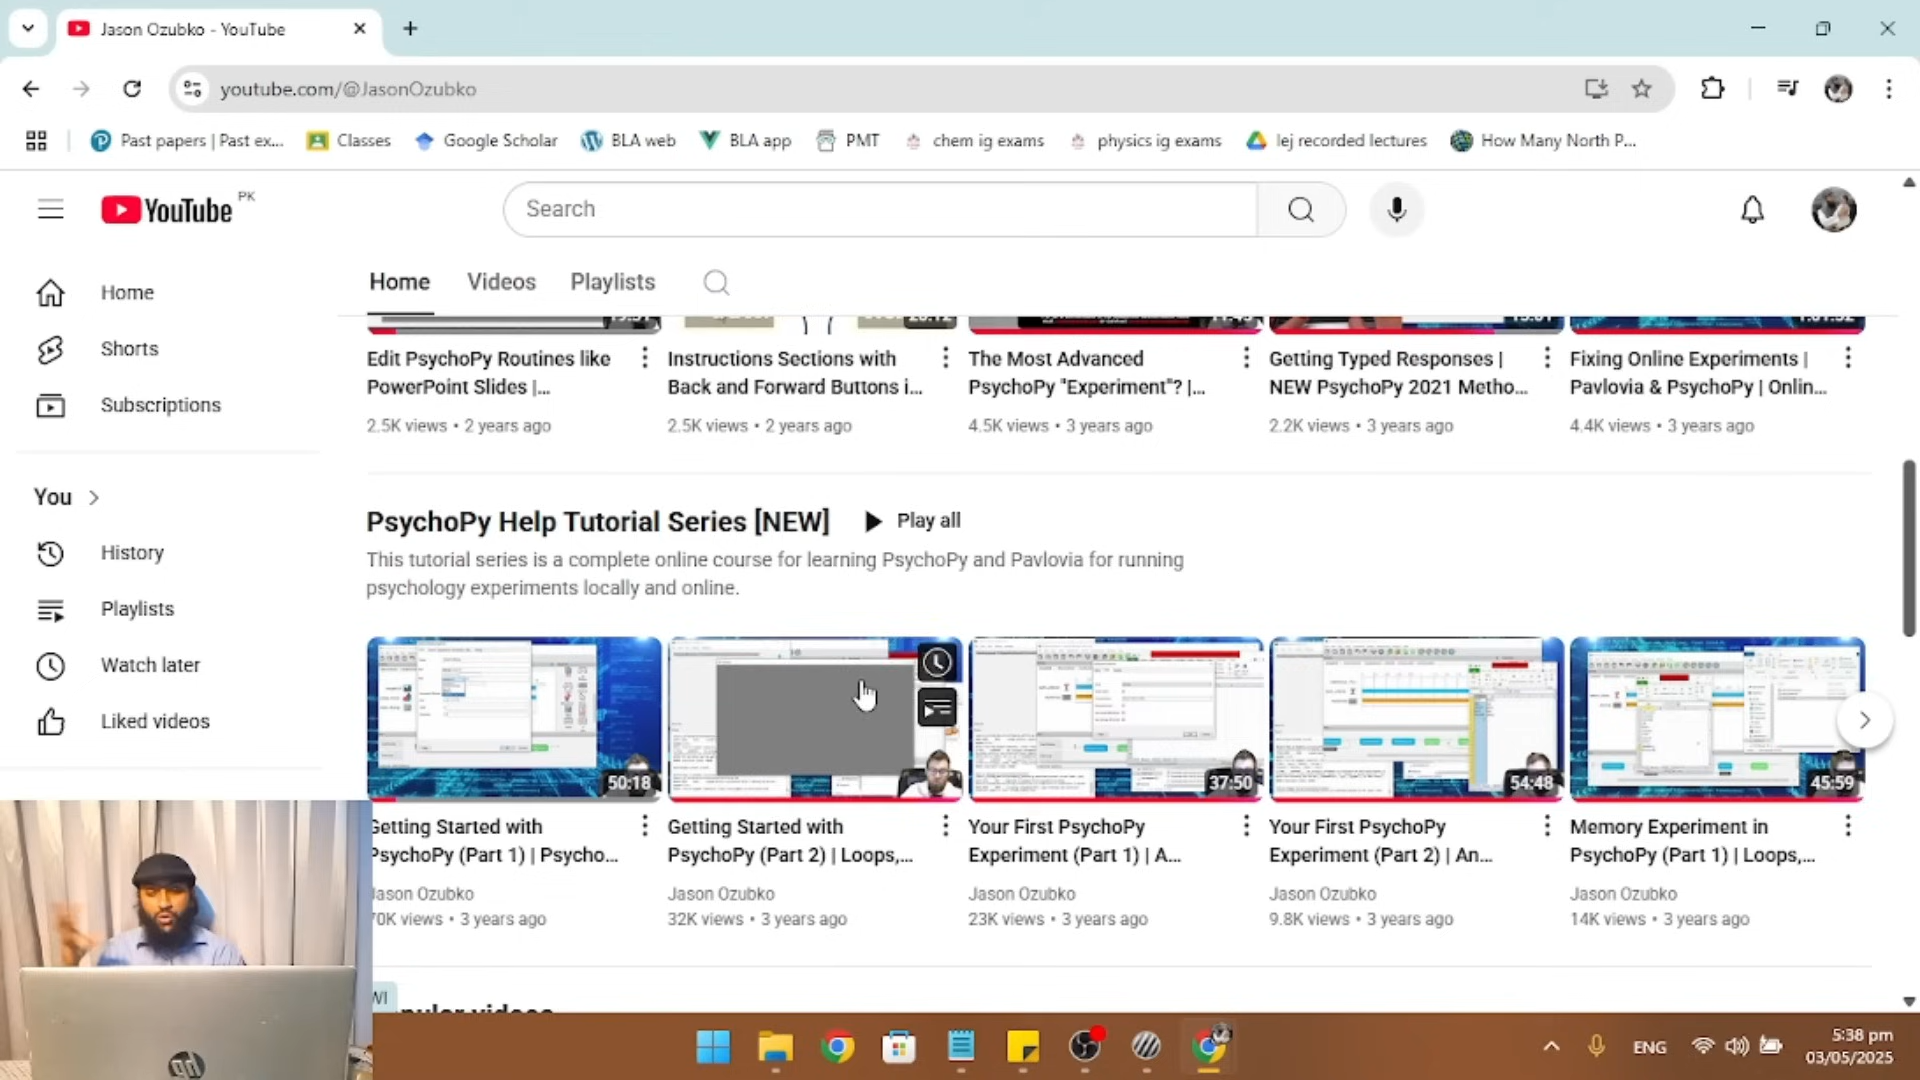 Jason Ozubko - YouTube
youtube.com/@JasonOzubko
Past papers | Past ex...
Classes
Google Scholar
BLA web
BLA app
PMT
chem ig exams
physics ig exams
lej recorded lectures
How Many North P...
YouTube PK
Search
Home
Shorts
Subscriptions
You
History
Playlists
Watch later
Liked videos
Home Videos Playlists
Edit PsychoPy Routines like
PowerPoint Slides |...
2.5K views • 2 years ago
Instructions Sections with
Back and Forward Buttons i...
2.5K views • 2 years ago
The Most Advanced
PsychoPy "Experiment"? |...
4.5K views • 3 years ago
Getting Typed Responses |
NEW PsychoPy 2021 Metho...
2.2K views • 3 years ago
Fixing Online Experiments |
Pavlovia & PsychoPy | Onlin...
4.4K views • 3 years ago
PsychoPy Help Tutorial Series [NEW]
Play all
This tutorial series is a complete online course for learning PsychoPy and Pavlovia for running
psychology experiments locally and online.
50:18
Getting Started with
PsychoPy (Part 1) | Psycho...
Jason Ozubko
70K views • 3 years ago
Getting Started with
PsychoPy (Part 2) | Loops,...
Jason Ozubko
32K views • 3 years ago
37:50
Your First PsychoPy
Experiment (Part 1) | A...
Jason Ozubko
23K views • 3 years ago
54:48
Your First PsychoPy
Experiment (Part 2) | An...
Jason Ozubko
9.8K views • 3 years ago
45:59
Memory Experiment in
PsychoPy (Part 1) | Loops,...
Jason Ozubko
14K views • 3 years ago
hp
ENG
5:38 pm
03/05/2025